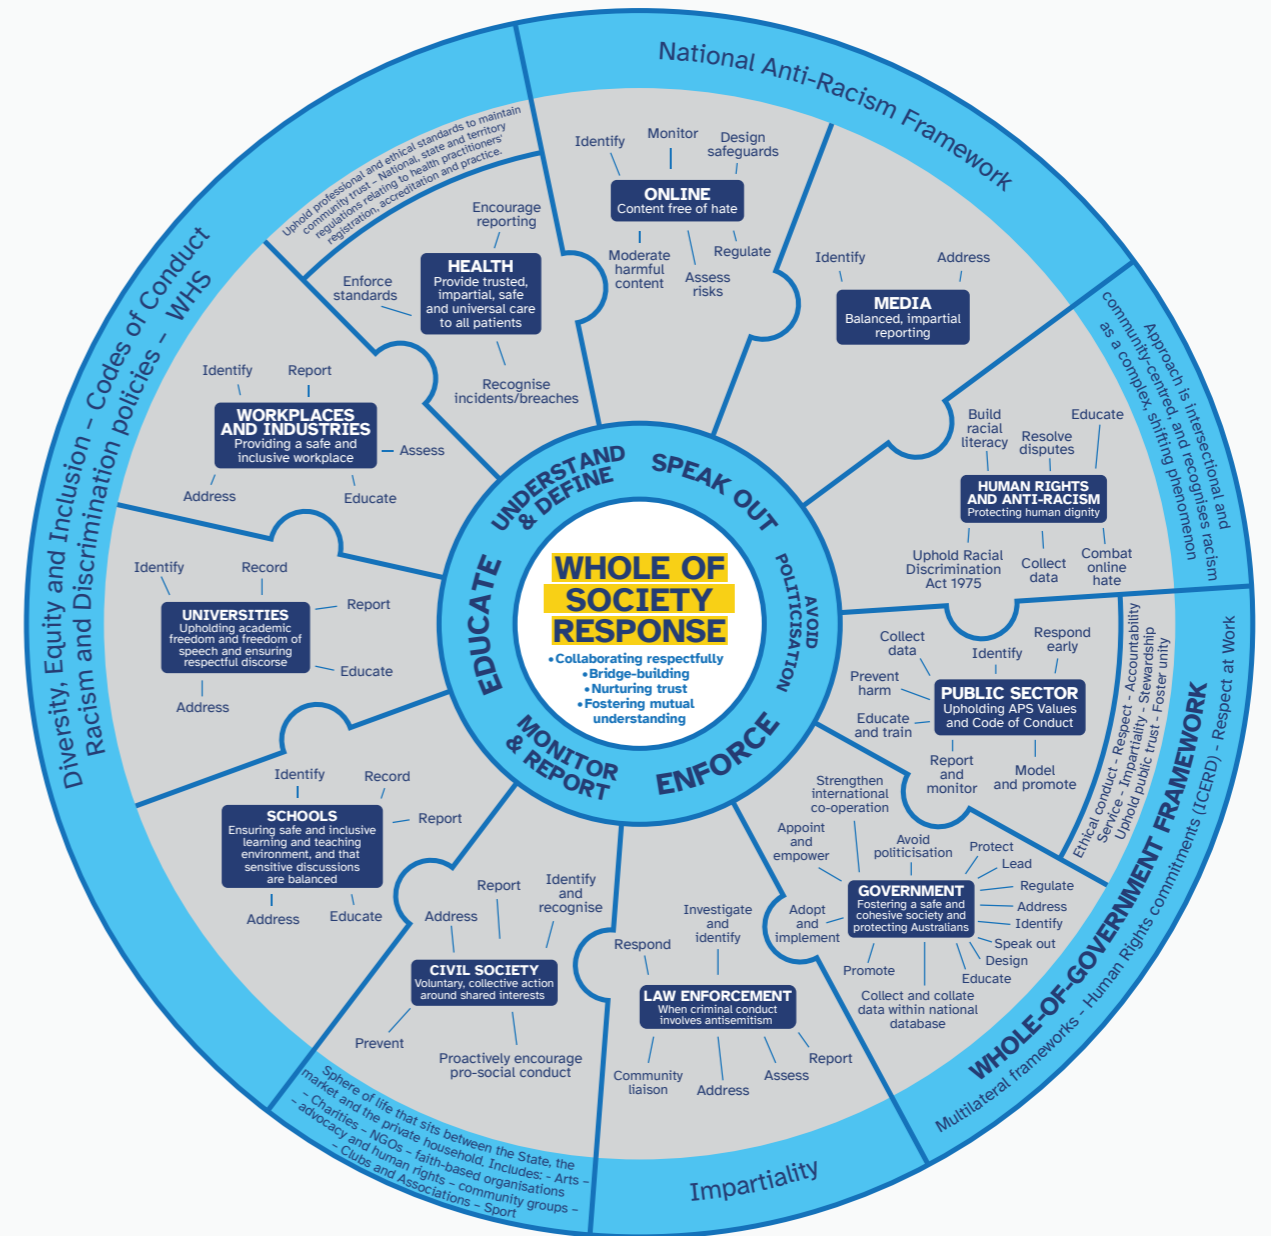 National Anti-Racism Framework
Uphold professional and ethical standards to maintain
community trust – National, state and territory
regulations relating to health practitioners'
registration, accreditation and practice.
Diversity, Equity and Inclusion – Codes of Conduct
Racism and Discrimination policies – WHS
Identify
Monitor
Design
safeguards
ONLINE
Content free of hate
Moderate
harmful
content
Assess
risks
Regulate
Identify
Address
MEDIA
Balanced, impartial
reporting
Approach is intersectional and
community-centred, and recognises racism
as a complex, shifting phenomenon
Build
racial
literacy
Resolve
disputes
Educate
HUMAN RIGHTS
AND ANTI-RACISM
Protecting human dignity
Uphold Racial
Discrimination
Act 1975
Collect
data
Combat
online
hate
Collect
data
Identify
Respond
early
Prevent
harm
PUBLIC SECTOR
Upholding APS Values
and Code of Conduct
Educate
and train
Report
and
monitor
Model
and promote
Ethical conduct - Respect - Accountability
Service - Impartiality - Stewardship
Uphold public trust - Foster unity
WHOLE-OF-GOVERNMENT FRAMEWORK
Multilateral frameworks - Human Rights commitments (ICERD) - Respect at Work
Strengthen
international
co-operation
Appoint
and
empower
Avoid
politicisation
Protect
Lead
Regulate
Address
Identify
Speak out
Design
Educate
GOVERNMENT
Fostering a safe and
cohesive society and
protecting Australians
Adopt
and
implement
Promote
Collect and collate
data within national
database
Respond
Investigate
and
identify
LAW ENFORCEMENT
When criminal conduct
involves antisemitism
Community
liaison
Address
Assess
Report
Impartiality
Address
Report
Identify
and
recognise
CIVIL SOCIETY
Voluntary, collective action
around shared interests
Prevent
Proactively encourage
pro-social conduct
Sphere of life that sits between the State, the
market and the private household. Includes: - Arts –
– Charities – NGOs – faith-based organisations
– advocacy and human rights – community groups –
– Clubs and Associations – Sport
Identify
Record
Report
SCHOOLS
Ensuring safe and inclusive
learning and teaching
environment, and that
sensitive discussions
are balanced
Address
Educate
Identify
Record
Report
UNIVERSITIES
Upholding academic
freedom and freedom of
speech and ensuring
respectful discorse
Educate
Address
Identify
Report
WORKPLACES
AND INDUSTRIES
Providing a safe and
inclusive workplace
Assess
Address
Educate
Encourage
reporting
Enforce
standards
HEALTH
Provide trusted,
impartial, safe
and universal care
to all patients
Recognise
incidents/breaches
UNDERSTAND
& DEFINE
SPEAK OUT
AVOID
POLITICISATION
ENFORCE
MONITOR
& REPORT
EDUCATE
WHOLE OF
SOCIETY
RESPONSE
•Collaborating respectfully
•Bridge-building
•Nurturing trust
•Fostering mutual
understanding